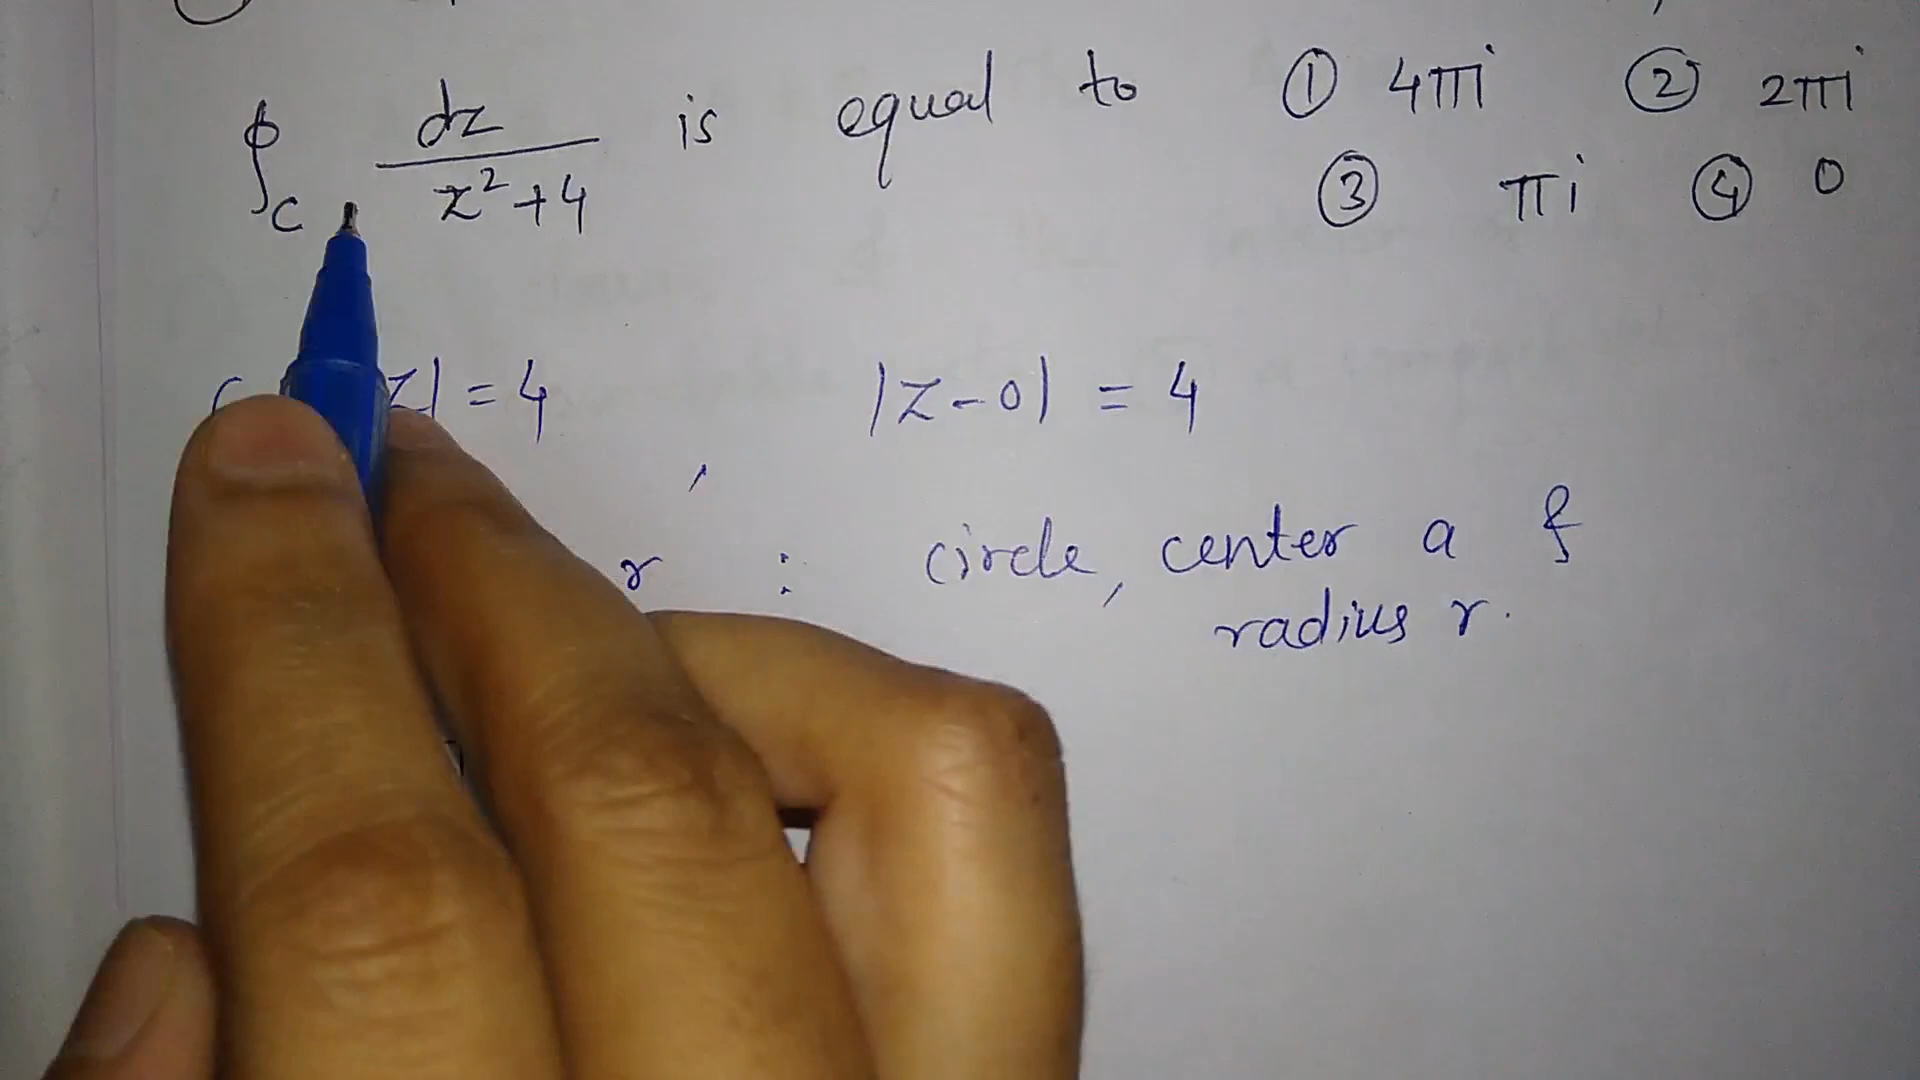 ∮_C dz/(z²+4) is equal to ① 4πi ② 2πi
③ πi ④ 0
z| = 4 , |z-0| = 4
r : circle, center a &
radius r.